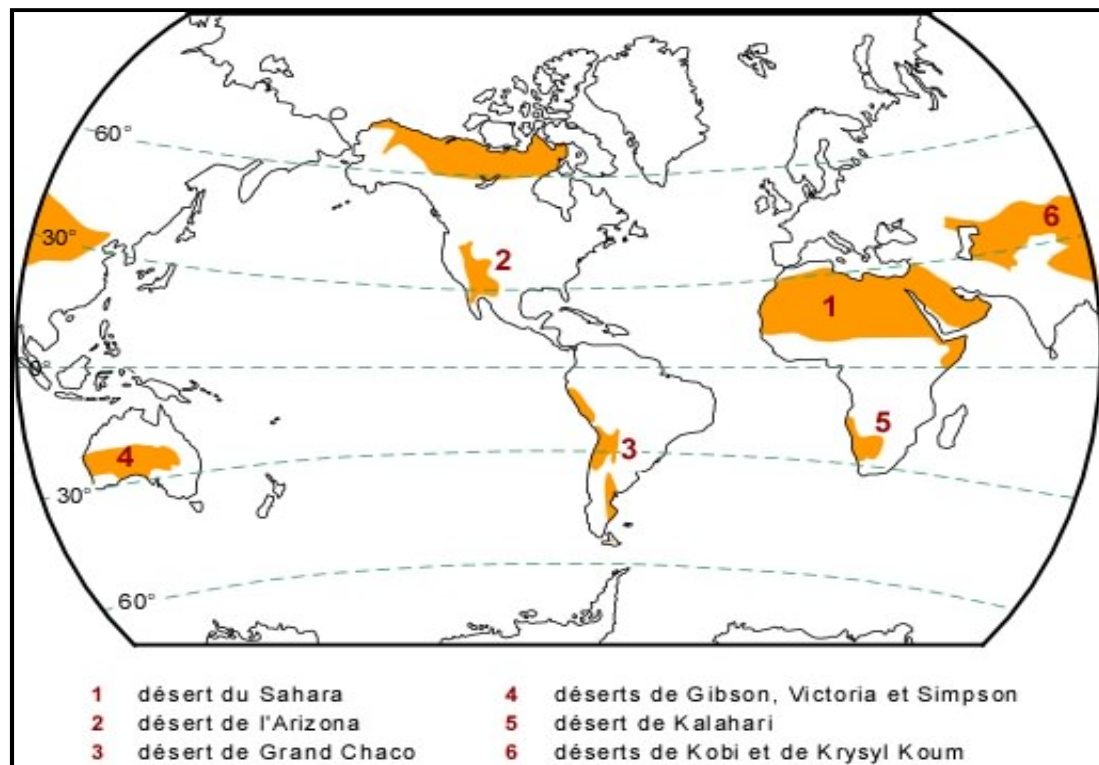 60°
30°
0°
30°
60°
1
2
3
4
5
6
1 désert du Sahara
2 désert de l'Arizona
3 désert de Grand Chaco
4 déserts de Gibson, Victoria et Simpson
5 désert de Kalahari
6 déserts de Kobi et de Krysyl Koum